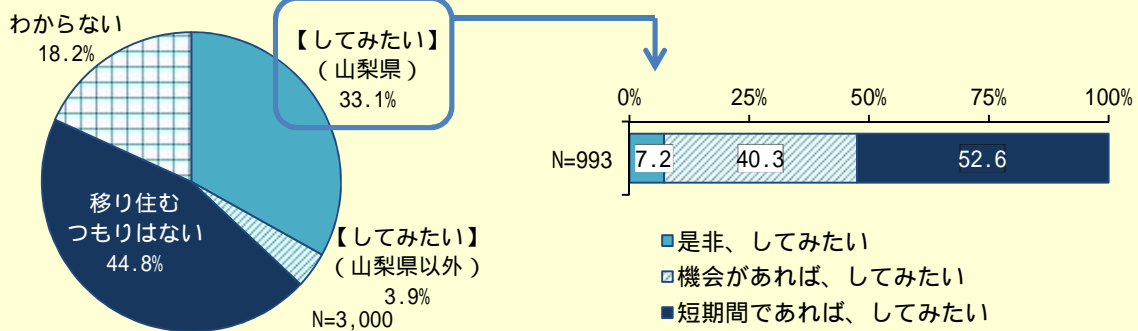 わからない
18.2%
【してみたい】
(山梨県)
33.1%
移り住む
つもりはない
44.8%
【してみたい】
(山梨県以外)
3.9%
N=3,000
0%
25%
50%
75%
100%
N=993
7.2
40.3
52.6
是非、してみたい
機会があれば、してみたい
短期間であれば、してみたい